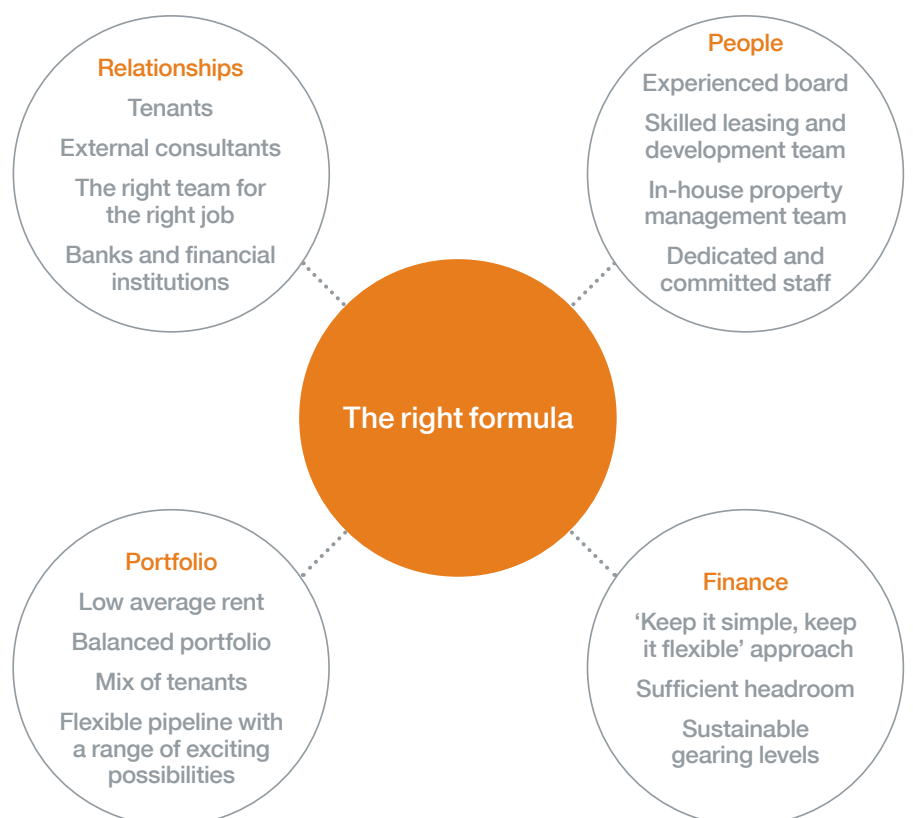 Relationships
Tenants
External consultants
The right team for
the right job
Banks and financial
institutions
People
Experienced board
Skilled leasing and
development team
In-house property
management team
Dedicated and
committed staff
The right formula
Portfolio
Low average rent
Balanced portfolio
Mix of tenants
Flexible pipeline with
a range of exciting
possibilities
Finance
‘Keep it simple, keep
it flexible’ approach
Sufficient headroom
Sustainable
gearing levels